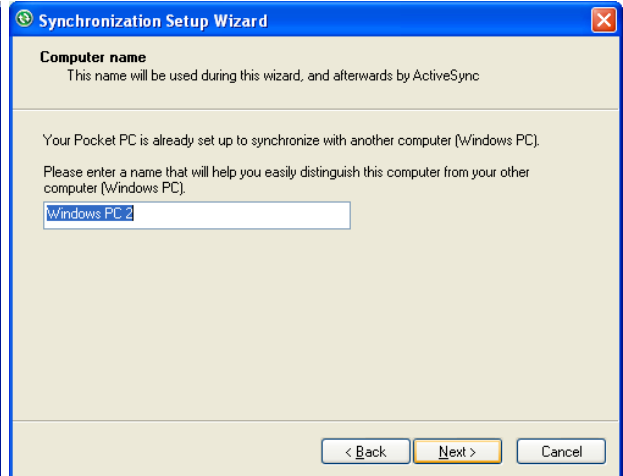 Synchronization Setup Wizard
Computer name
This name will be used during this wizard, and afterwards by ActiveSync
Your Pocket PC is already set up to synchronize with another computer (Windows PC).
Please enter a name that will help you easily distinguish this computer from your other
computer (Windows PC).
Windows PC 2
< Back Next > Cancel